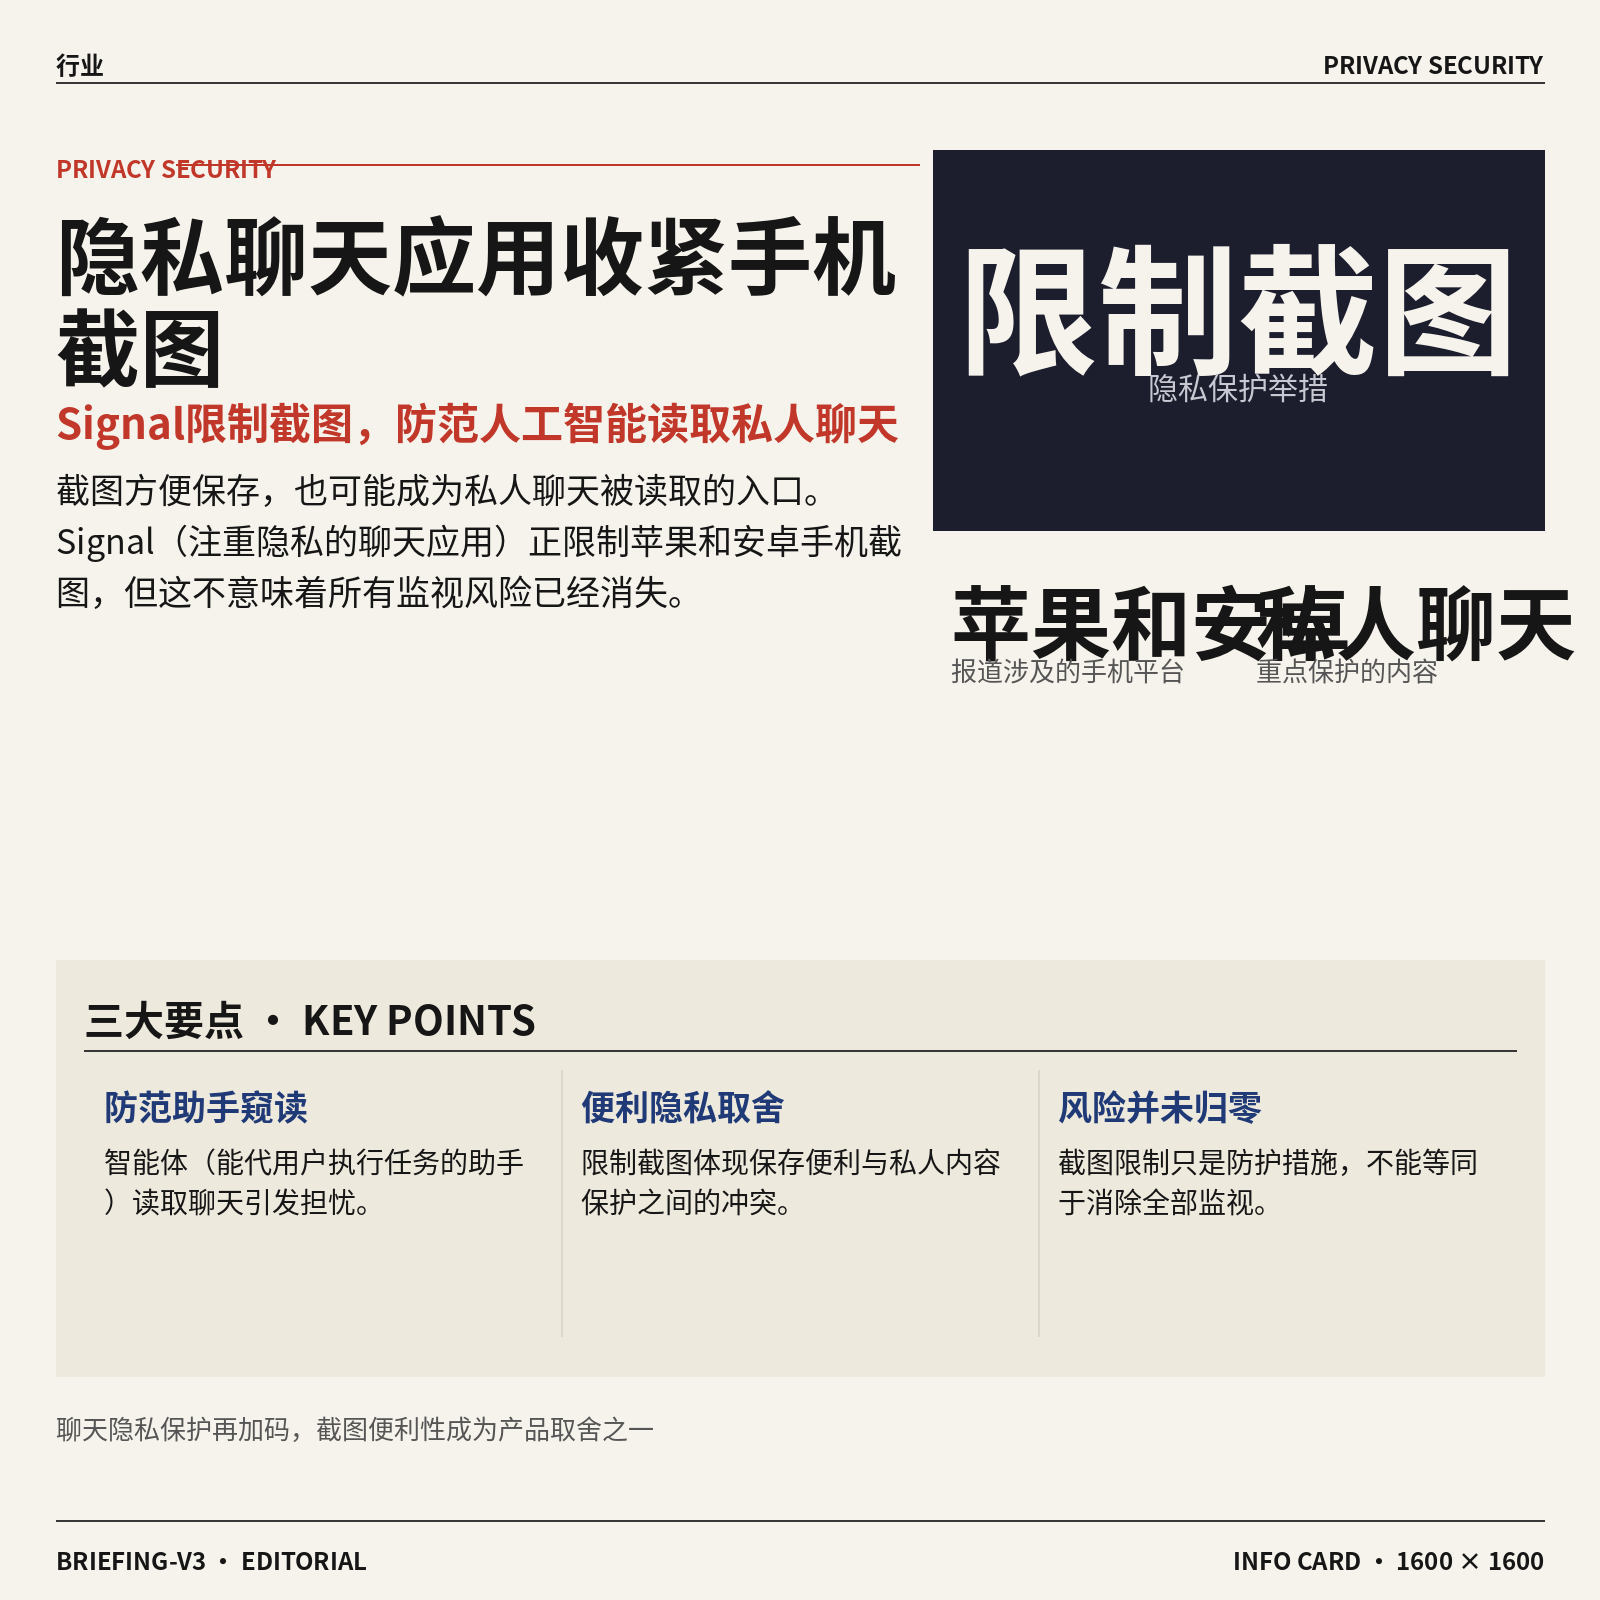 行业
PRIVACY SECURITY
PRIVACY SECURITY
隐私聊天应用收紧手机
截图
Signal限制截图，防范人工智能读取私人聊天
截图方便保存，也可能成为私人聊天被读取的入口。
Signal（注重隐私的聊天应用）正限制苹果和安卓手机截
图，但这不意味着所有监视风险已经消失。
限制截图
隐私保护举措
苹果和安卓
报道涉及的手机平台
私人聊天
重点保护的内容
三大要点 · KEY POINTS
防范助手窥读
智能体（能代用户执行任务的助手
）读取聊天引发担忧。
便利隐私取舍
限制截图体现保存便利与私人内容
保护之间的冲突。
风险并未归零
截图限制只是防护措施，不能等同
于消除全部监视。
聊天隐私保护再加码，截图便利性成为产品取舍之一
BRIEFING-V3 · EDITORIAL
INFO CARD · 1600 × 1600